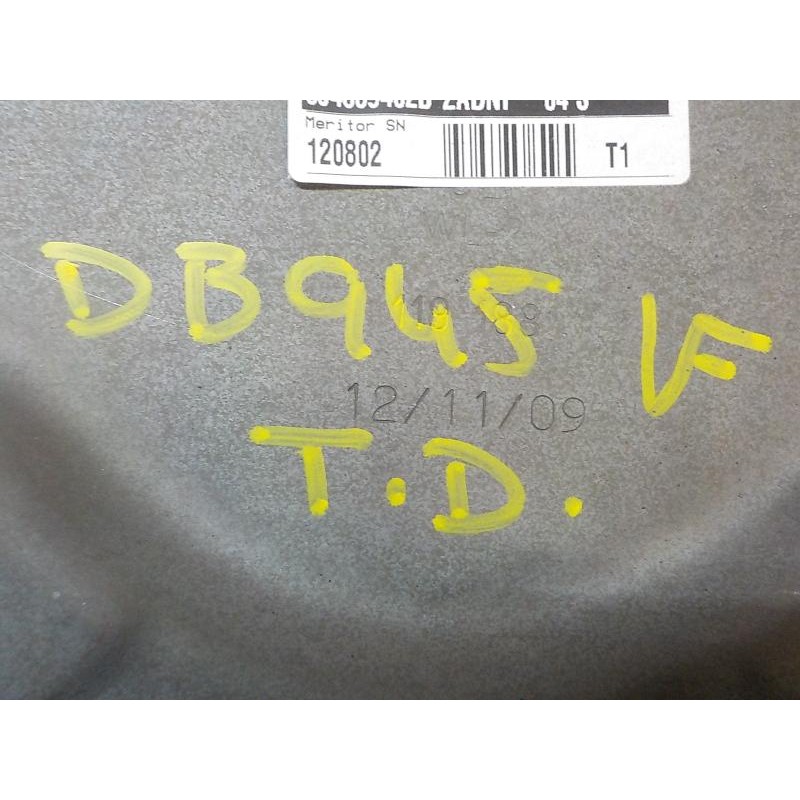 Meritor SN
120802 T1
DB945 VF
12/11/09
T.D.